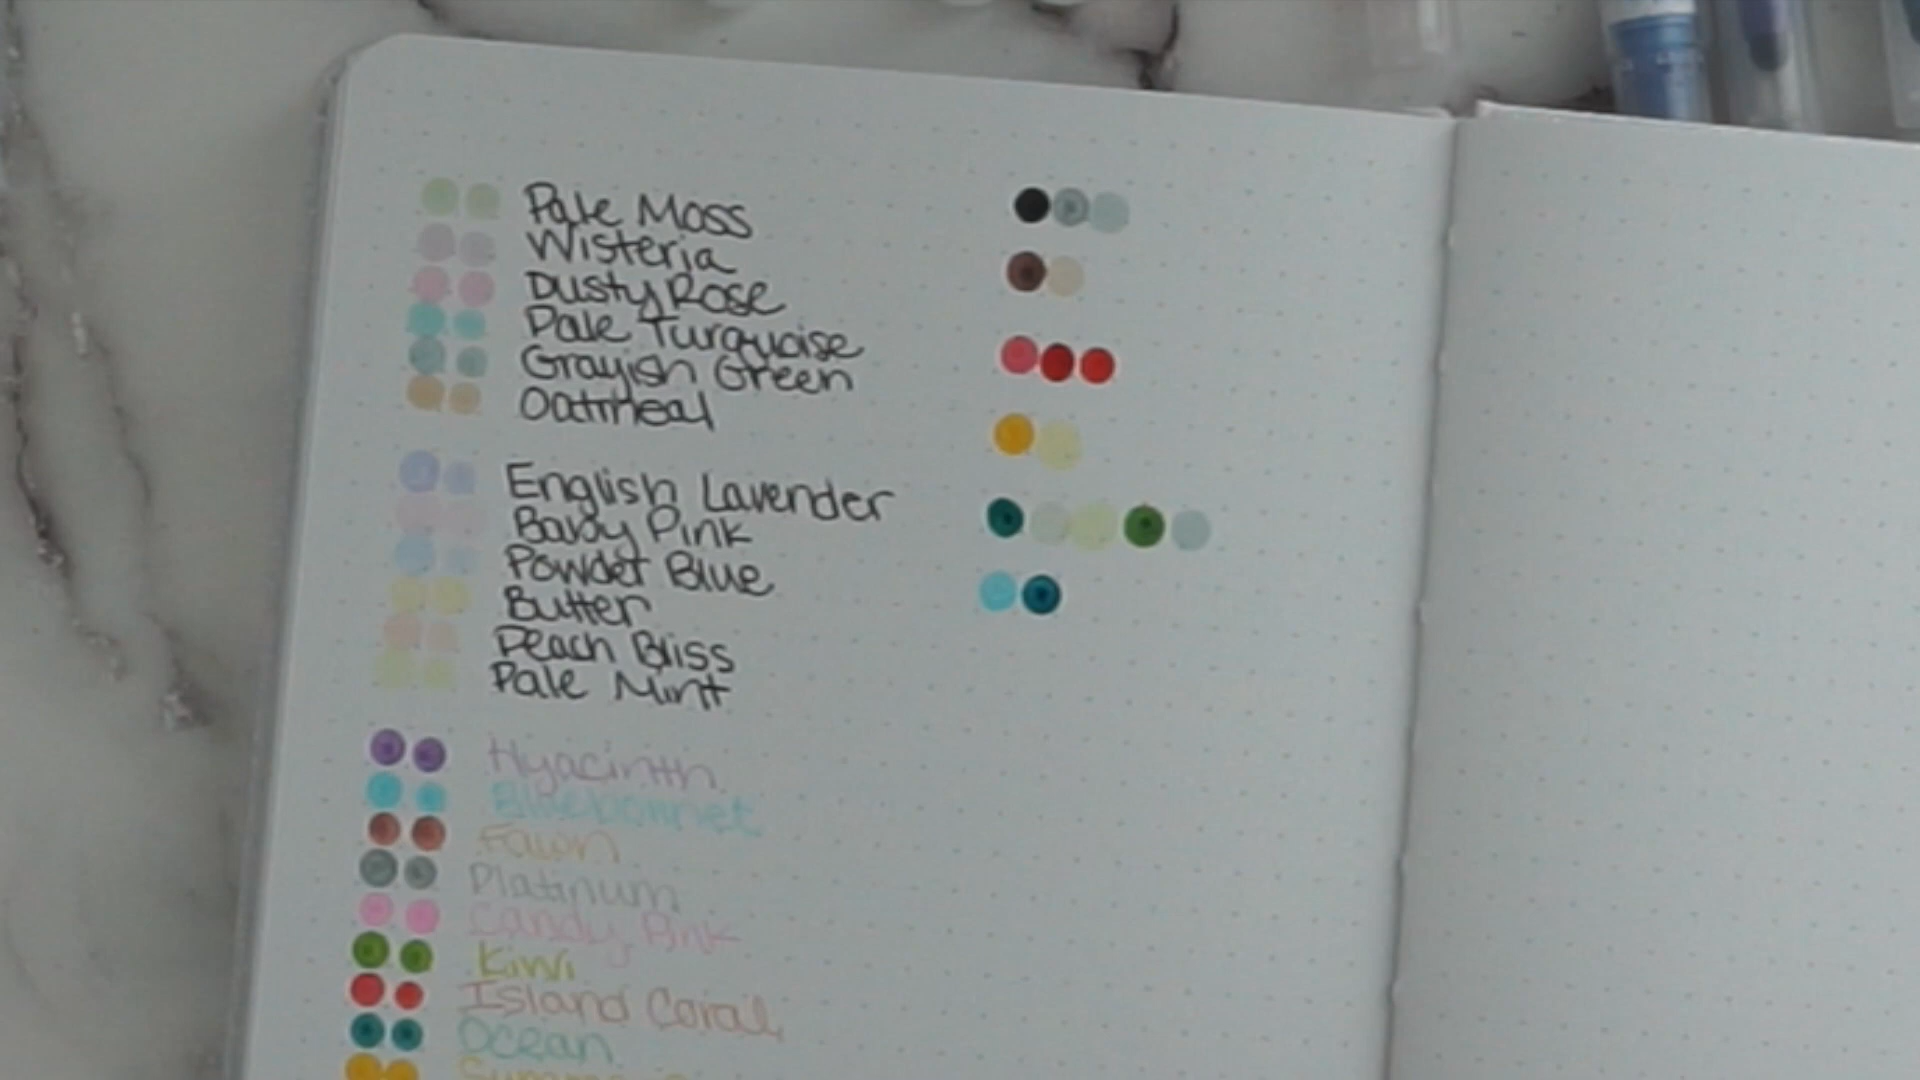 Pale Moss
Wisteria
Dusty Rose
Pale Turquoise
Grayish Green
Oatmeal
English Lavender
Baby Pink
Powder Blue
Butter
Peach Bliss
Pale Mint
Hyacinth
Bluebonnet
Fawn
Platinum
Candy Pink
Kiwi
Island Coral
Ocean